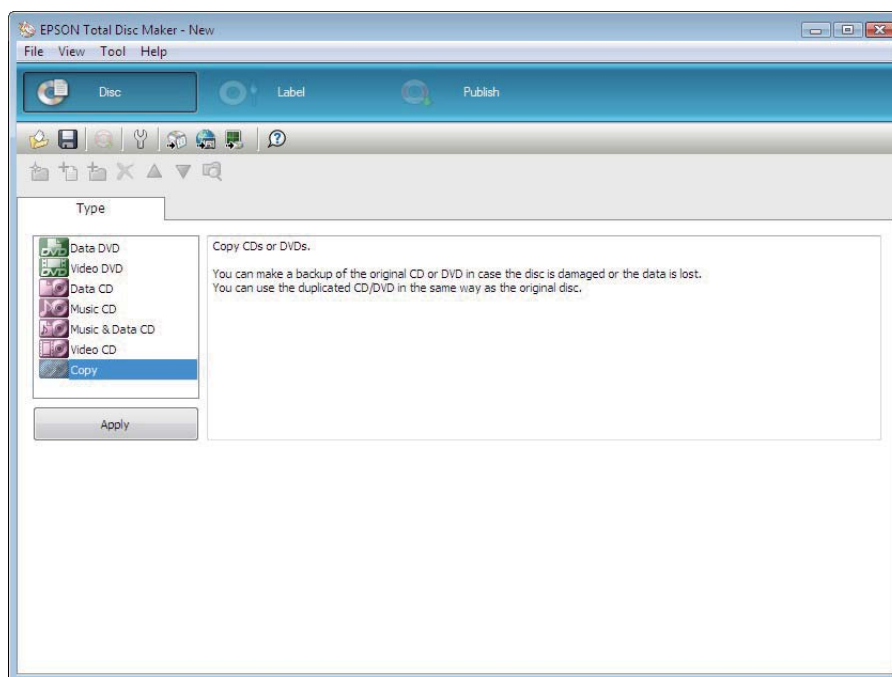 EPSON Total Disc Maker - New
File View Tool Help
Disc Label Publish
Type
DVD Data DVD
DVD Video DVD
Data CD
Music CD
Music & Data CD
Video CD
Copy
Apply
Copy CDs or DVDs.
You can make a backup of the original CD or DVD in case the disc is damaged or the data is lost.
You can use the duplicated CD/DVD in the same way as the original disc.